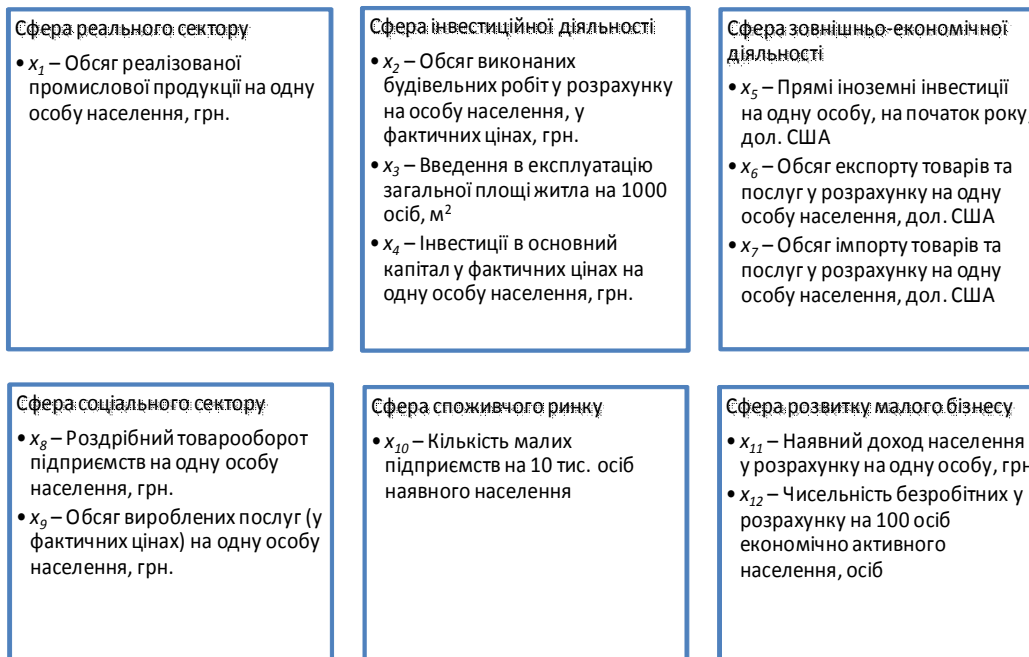 Сфера реального сектору
• x1 – Обсяг реалізованої
промислової продукції на одну
особу населення, грн.
Сфера інвестиційної діяльності
• x2 – Обсяг виконаних
будівельних робіт у розрахунку
на особу населення, у
фактичних цінах, грн.
• x3 – Введення в експлуатацію
загальної площі житла на 1000
осіб, м2
• x4 – Інвестиції в основний
капітал у фактичних цінах на
одну особу населення, грн.
Сфера зовнішньо-економічної
діяльності
• x5 – Прямі іноземні інвестиції
на одну особу, на початок року,
дол. США
• x6 – Обсяг експорту товарів та
послуг у розрахунку на одну
особу населення, дол. США
• x7 – Обсяг імпорту товарів та
послуг у розрахунку на одну
особу населення, дол. США
Сфера соціального сектору
• x8 – Роздрібний товарооборот
підприємств на одну особу
населення, грн.
• x9 – Обсяг вироблених послуг (у
фактичних цінах) на одну особу
населення, грн.
Сфера споживчого ринку
• x10 – Кількість малих
підприємств на 10 тис. осіб
наявного населення
Сфера розвитку малого бізнесу
• x11 – Наявний доход населення
у розрахунку на одну особу, грн
• x12 – Чисельність безробітних у
розрахунку на 100 осіб
економічно активного
населення, осіб